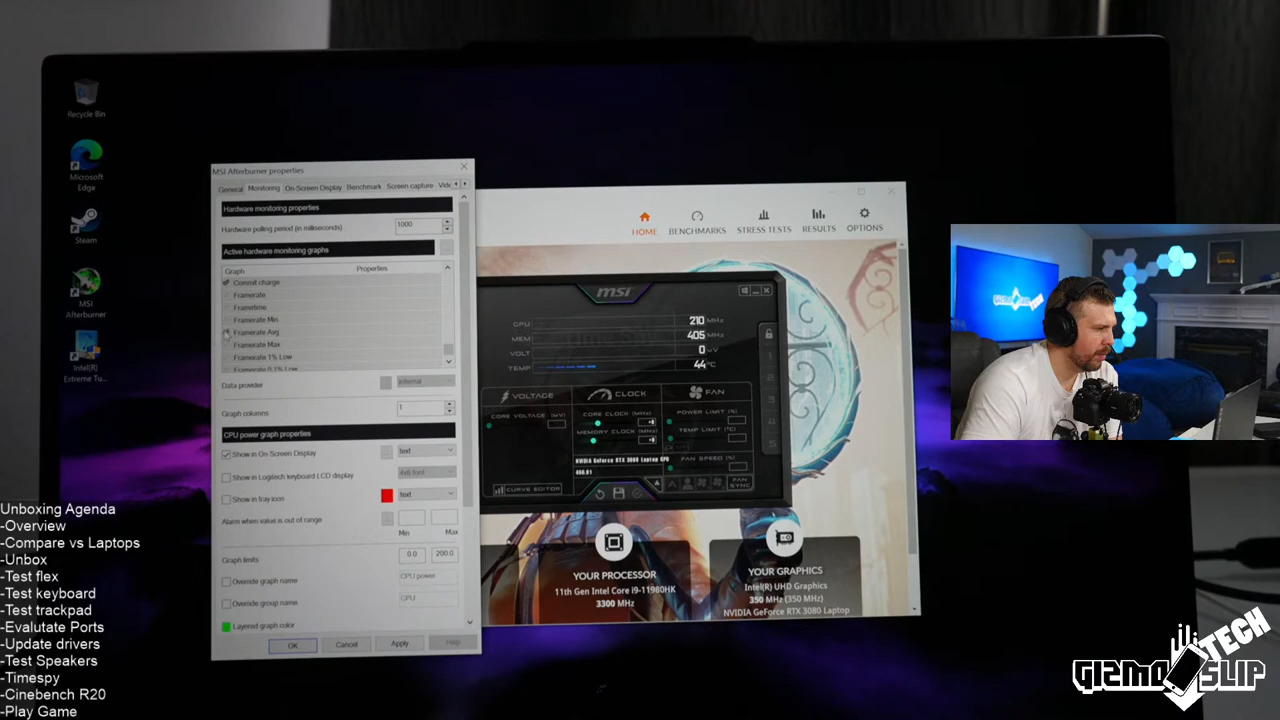 Recycle Bin
Microsoft
Edge
Steam
MSI
Afterburner
Intel(R)
Extreme Tu...
MSI Afterburner properties
General
Monitoring
On-Screen Display
Benchmark
Screen capture
Hardware monitoring properties
Hardware polling period (in milliseconds)
1000
Active hardware monitoring graphs
Graph
Properties
Commit charge
Framerate
Frametime
Framerate Min
Framerate Avg
Framerate Max
Framerate 1% Low
Framerate 0.1% Low
Data provider
internal
Graph columns
1
CPU power graph properties
Show in On-Screen Display
text
Show in Logitech keyboard LCD display
Show in tray icon
text
Alarm when value is out of range
Min
Max
Graph limits
0.0
200.0
Override graph name
CPU power
Override group name
CPU
Layered graph color
OK
Cancel
Apply
Help
HOME
BENCHMARKS
STRESS TESTS
RESULTS
OPTIONS
msi
GPU
210 MHz
MEM
405 MHz
VOLT
0
TEMP
44 °C
VOLTAGE
CLOCK
FAN
CORE VOLTAGE (MV)
CORE CLOCK (MHz)
+0
MEMORY CLOCK (MHz)
+0
POWER LIMIT (%)
TEMP LIMIT (°C)
FAN SPEED (%)
NVIDIA GeForce RTX 3080 Laptop GPU
CURVE EDITOR
FAN
SYNC
YOUR PROCESSOR
11th Gen Intel Core i9-11980HK
3300 MHz
YOUR GRAPHICS
Intel(R) UHD Graphics
350 MHz (350 MHz)
NVIDIA GeForce RTX 3080 Laptop
Unboxing Agenda
-Overview
-Compare vs Laptops
-Unbox
-Test flex
-Test keyboard
-Test trackpad
-Evalutate Ports
-Update drivers
-Test Speakers
-Timespy
-Cinebench R20
-Play Game
GIZMO SLIP
TECH